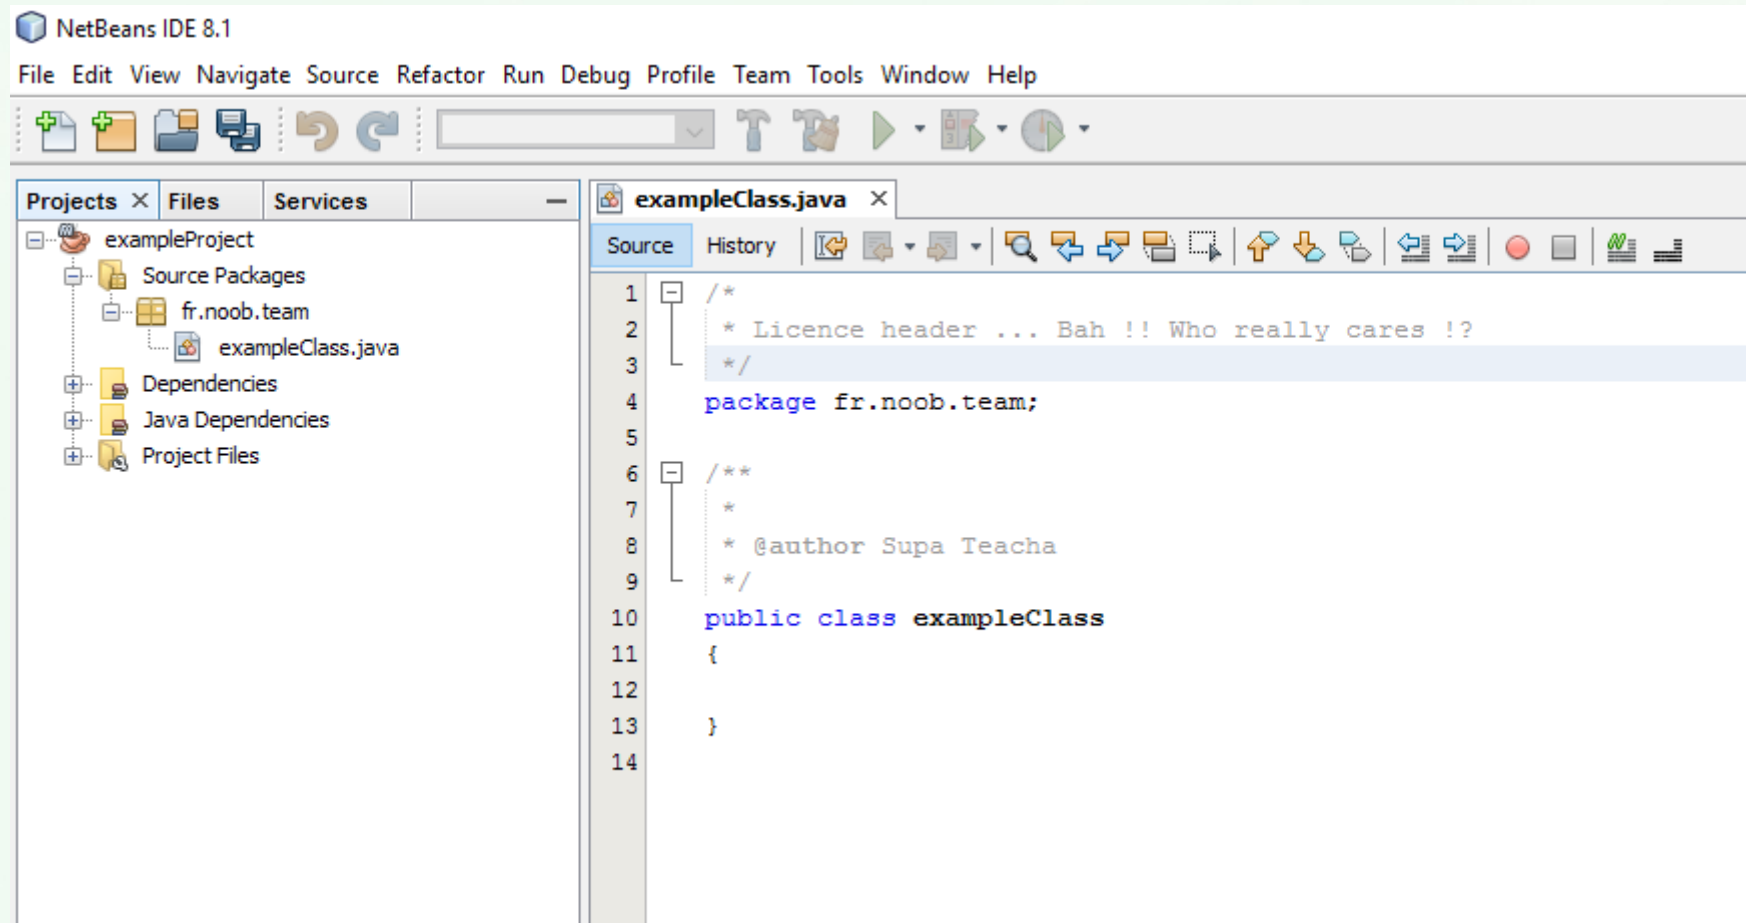 NetBeans IDE 8.1
File Edit View Navigate Source Refactor Run Debug Profile Team Tools Window Help
Projects Files Services
exampleProject
Source Packages
fr.noob.team
exampleClass.java
Dependencies
Java Dependencies
Project Files
exampleClass.java
Source History
1 /*
2 * Licence header ... Bah !! Who really cares !?
3 */
4 package fr.noob.team;
5
6 /**
7 *
8 * @author Supa Teacha
9 */
10 public class exampleClass
11 {
12
13 }
14